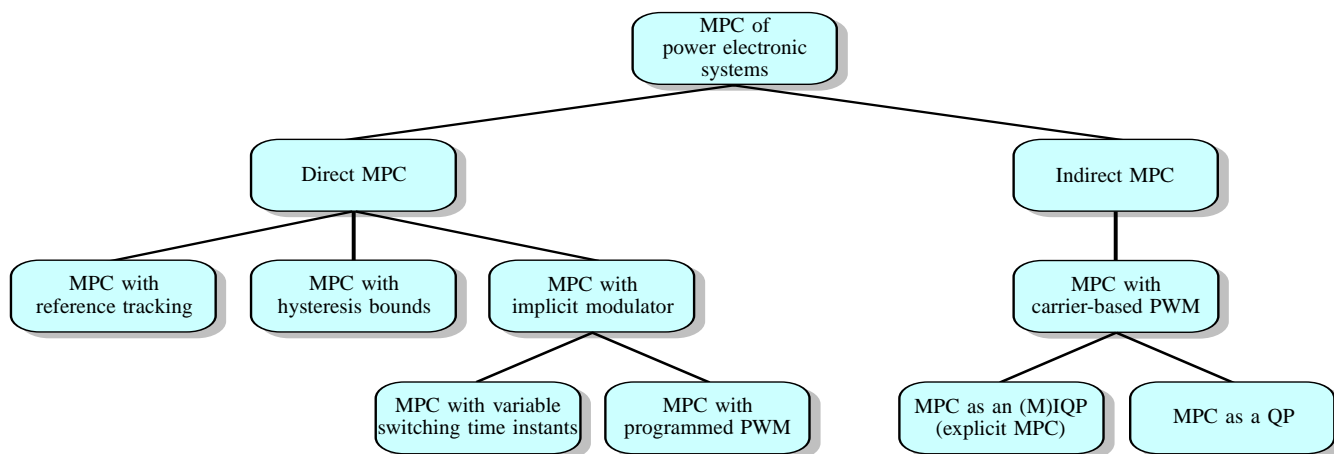 MPC of
power electronic
systems
Direct MPC
Indirect MPC
MPC with
reference tracking
MPC with
hysteresis bounds
MPC with
implicit modulator
MPC with
carrier-based PWM
MPC with variable
switching time instants
MPC with
programmed PWM
MPC as an (M)IQP
(explicit MPC)
MPC as a QP